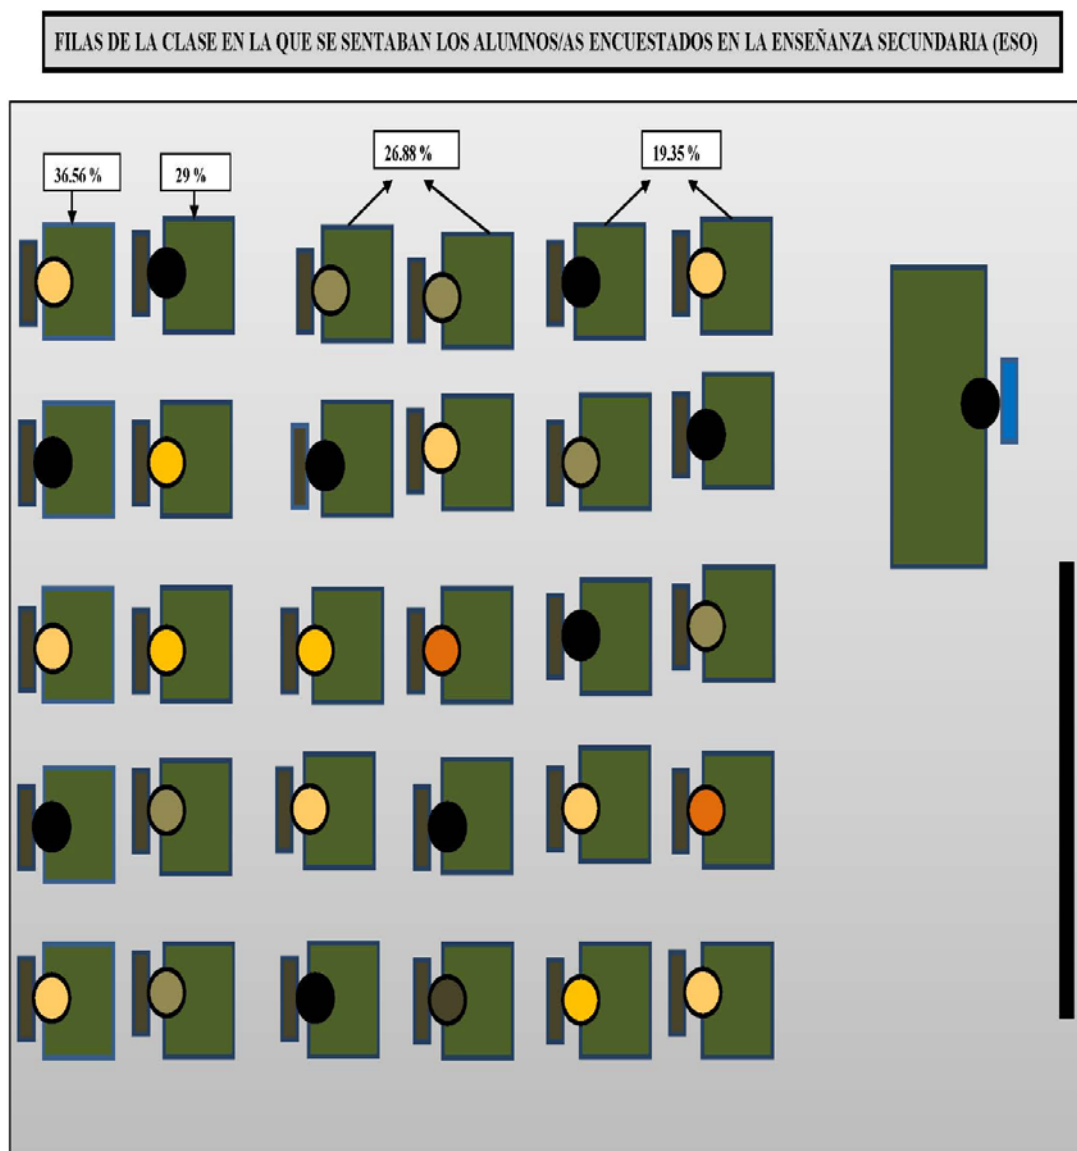 FILAS DE LA CLASE EN LA QUE SE SENTABAN LOS ALUMNOS/AS ENCUESTADOS EN LA ENSEÑANZA SECUNDARIA (ESO)
36.56 %
29 %
26.88 %
19.35 %